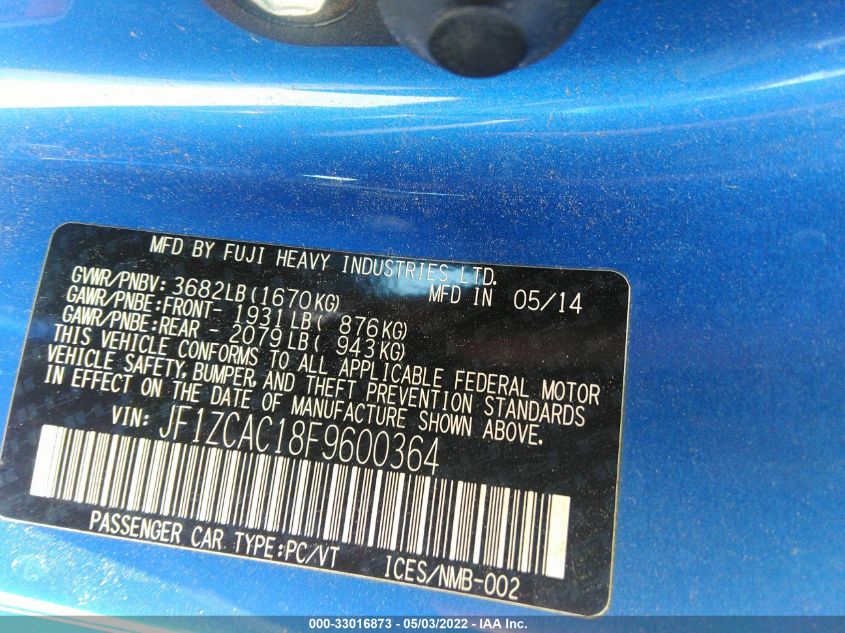 MFD BY FUJI HEAVY INDUSTRIES LTD.
GVWR/PNBV: 3682LB(1670KG) MFD IN 05/14
GAWR/PNBE:FRONT- 1931LB( 876KG)
GAWR/PNBE:REAR - 2079LB( 943KG)
THIS VEHICLE CONFORMS TO ALL APPLICABLE FEDERAL MOTOR
VEHICLE SAFETY, BUMPER, AND THEFT PREVENTION STANDARDS
IN EFFECT ON THE DATE OF MANUFACTURE SHOWN ABOVE.
VIN: JF1ZCAC18F9600364
PASSENGER CAR TYPE:PC/VT ICES/NMB-002
000-33016873 - 05/03/2022 - IAA Inc.